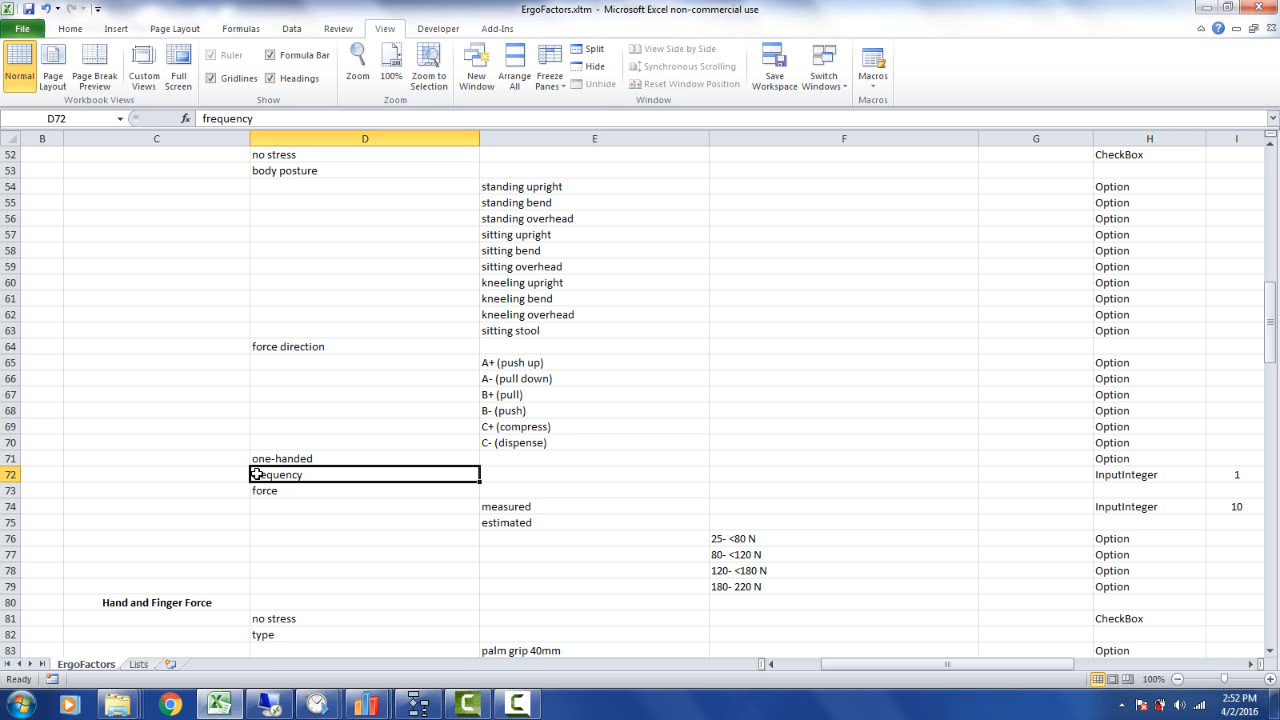 ErgoFactors.xltm - Microsoft Excel non-commercial use
File Home Insert Page Layout Formulas Data Review View Developer Add-Ins
Normal Page Layout Page Break Preview Custom Views Full Screen
Workbook Views
Ruler Formula Bar
Gridlines Headings
Show
Zoom 100% Zoom to Selection
Zoom
New Window Arrange All Freeze Panes
Split
Hide
Unhide
View Side by Side
Synchronous Scrolling
Reset Window Position
Window
Save Workspace Switch Windows
Macros
Macros
D72 fx frequency
B C D E F G H I
52 no stress CheckBox
53 body posture
54 standing upright Option
55 standing bend Option
56 standing overhead Option
57 sitting upright Option
58 sitting bend Option
59 sitting overhead Option
60 kneeling upright Option
61 kneeling bend Option
62 kneeling overhead Option
63 sitting stool Option
64 force direction
65 A+ (push up) Option
66 A- (pull down) Option
67 B+ (pull) Option
68 B- (push) Option
69 C+ (compress) Option
70 C- (dispense) Option
71 one-handed Option
72 frequency InputInteger 1
73 force
74 measured InputInteger 10
75 estimated
76 25- <80 N Option
77 80- <120 N Option
78 120- <180 N Option
79 180- 220 N Option
80 Hand and Finger Force
81 no stress CheckBox
82 type
83 palm grip 40mm Option
ErgoFactors Lists
Ready 100%
2:52 PM
4/2/2016